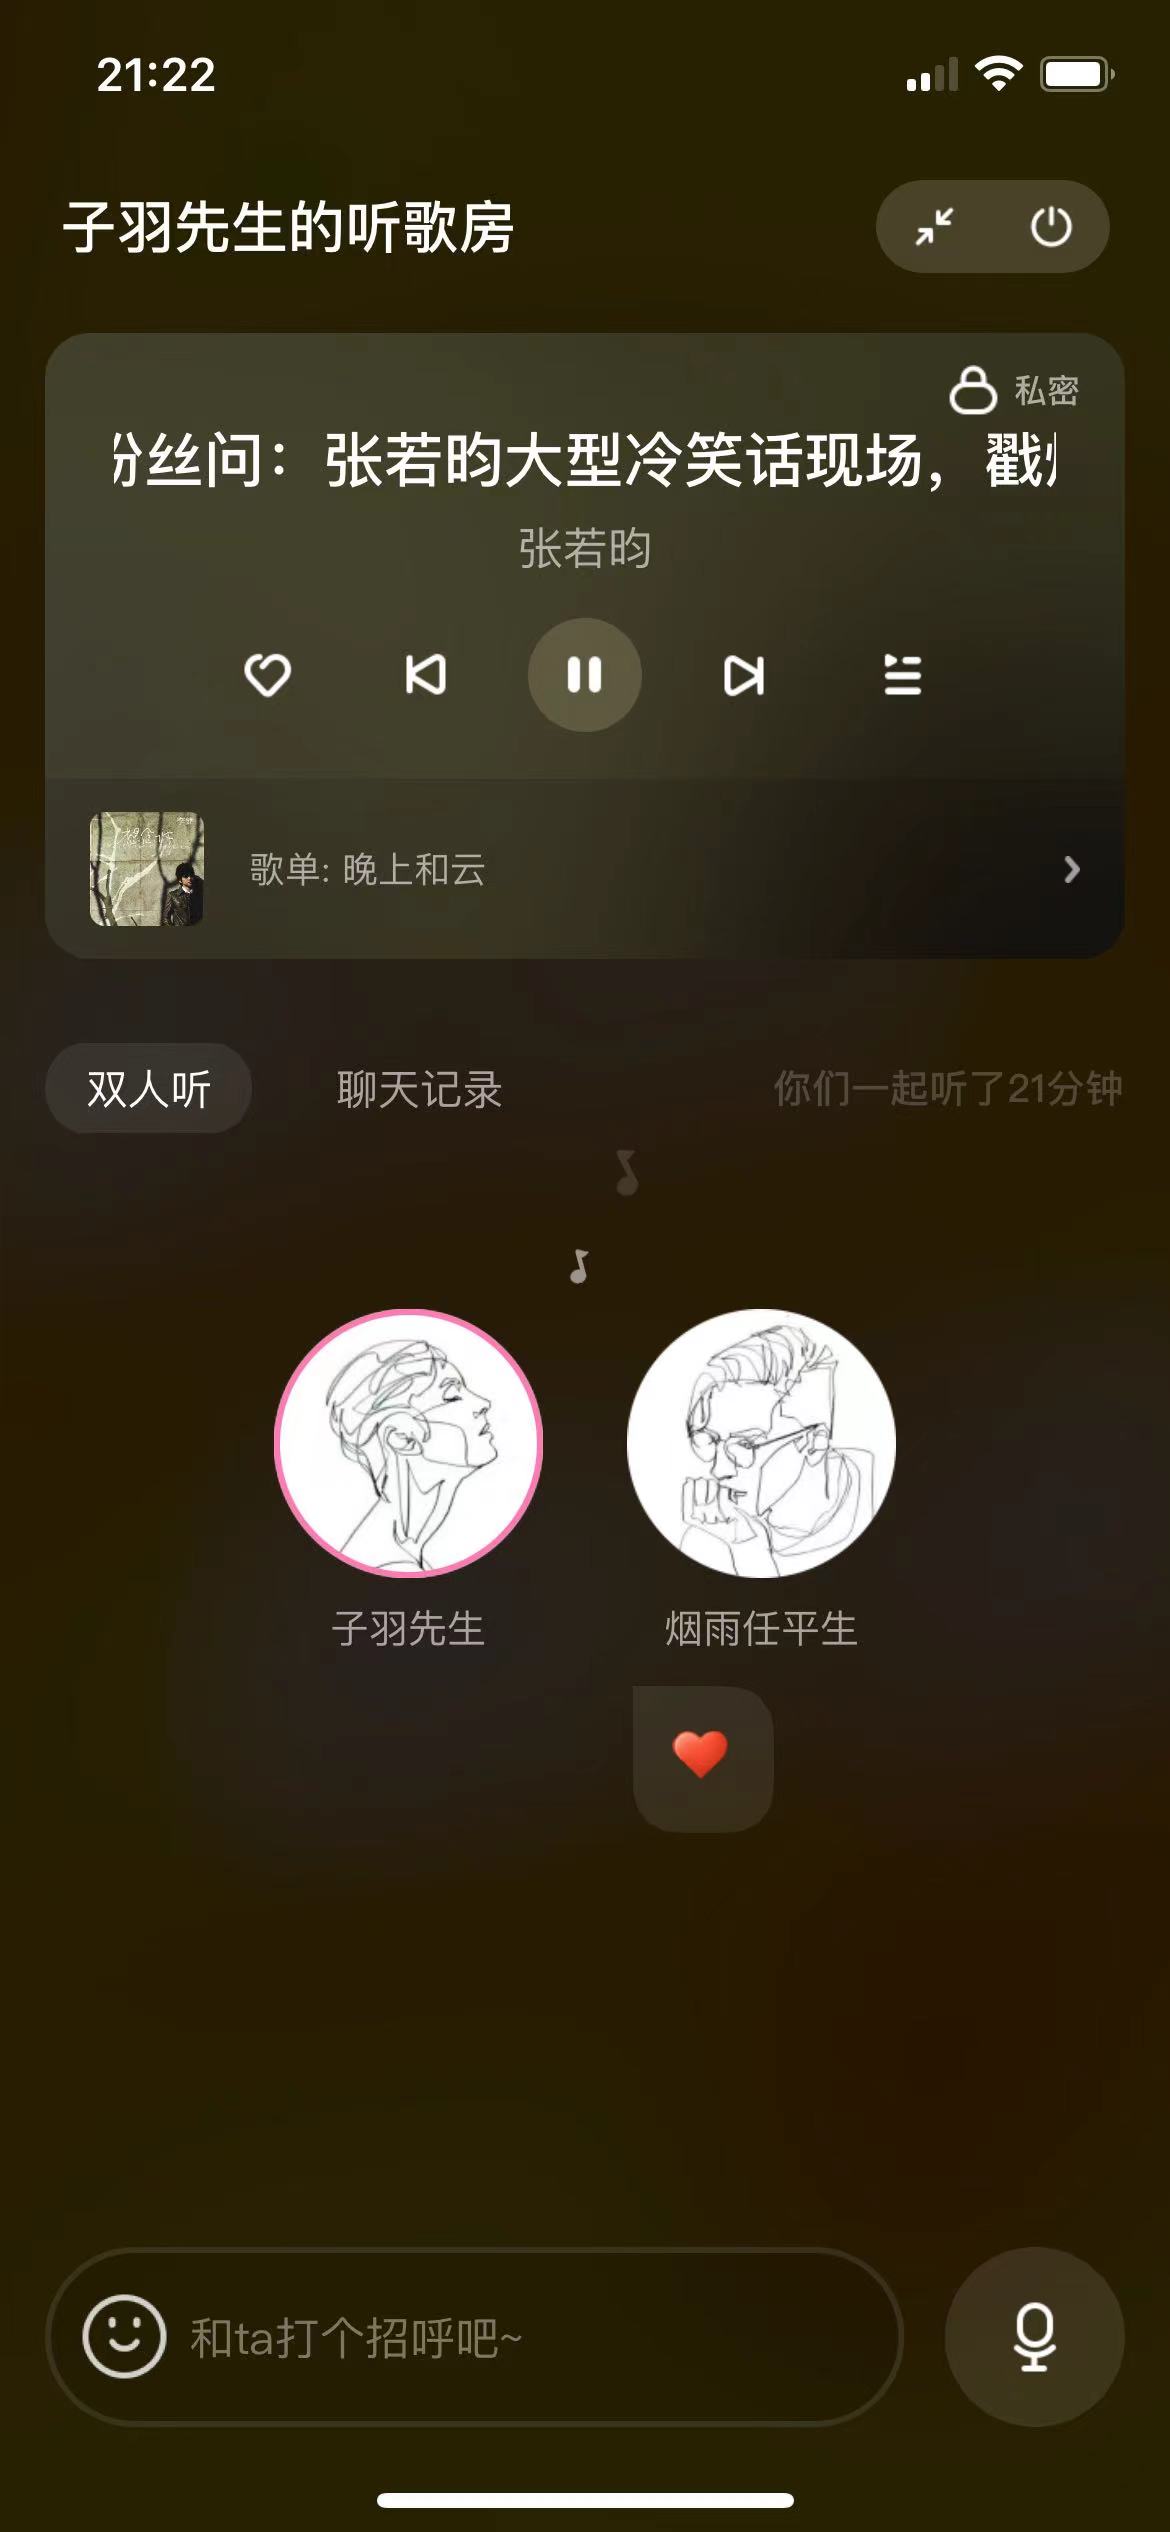 21:22
子羽先生的听歌房
私密
粉丝问：张若昀大型冷笑话现场，戳
张若昀
歌单: 晚上和云
双人听
聊天记录
你们一起听了21分钟
子羽先生
烟雨任平生
和ta打个招呼吧~